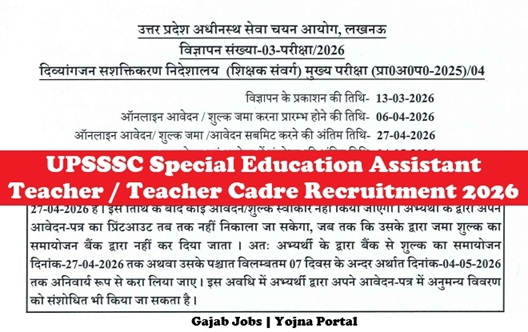 उत्तर प्रदेश अधीनस्थ सेवा चयन आयोग, लखनऊ
विज्ञापन संख्या-03-परीक्षा/2026
दिव्यांगजन सशक्तिकरण निदेशालय (शिक्षक संवर्ग) मुख्य परीक्षा (प्रा0अ0प0-2025)/04
विज्ञापन के प्रकाशन की तिथि- 13-03-2026
ऑनलाइन आवेदन / शुल्क जमा करना प्रारम्भ होने की तिथि- 06-04-2026
ऑनलाइन आवेदन/ शुल्क जमा /आवेदन सबमिट करने की अंतिम तिथि- 27-04-2026
UPSSSC Special Education Assistant
Teacher / Teacher Cadre Recruitment 2026
27-04-2026 है। इस तिथि के बाद कोई आवेदन/शुल्क स्वीकार नहीं किया जाएगा। अभ्यर्थी के द्वारा अपने
आवेदन-पत्र का प्रिंटआउट तब तक नहीं निकाला जा सकेगा, जब तक कि उसके द्वारा जमा शुल्क का
समायोजन बैंक द्वारा नहीं कर दिया जाता । अतः अभ्यर्थी के द्वारा बैंक से शुल्क का समायोजन
दिनांक-27-04-2026 तक अथवा उसके पश्चात विलम्बतम 07 दिवस के अन्दर अर्थात दिनांक-04-05-2026
तक अनिवार्य रूप से करा लिया जाए। इस अवधि में अभ्यर्थी द्वारा अपने आवेदन-पत्र में अनुमन्य विवरण
को संशोधित भी किया जा सकता है।
Gajab Jobs | Yojna Portal